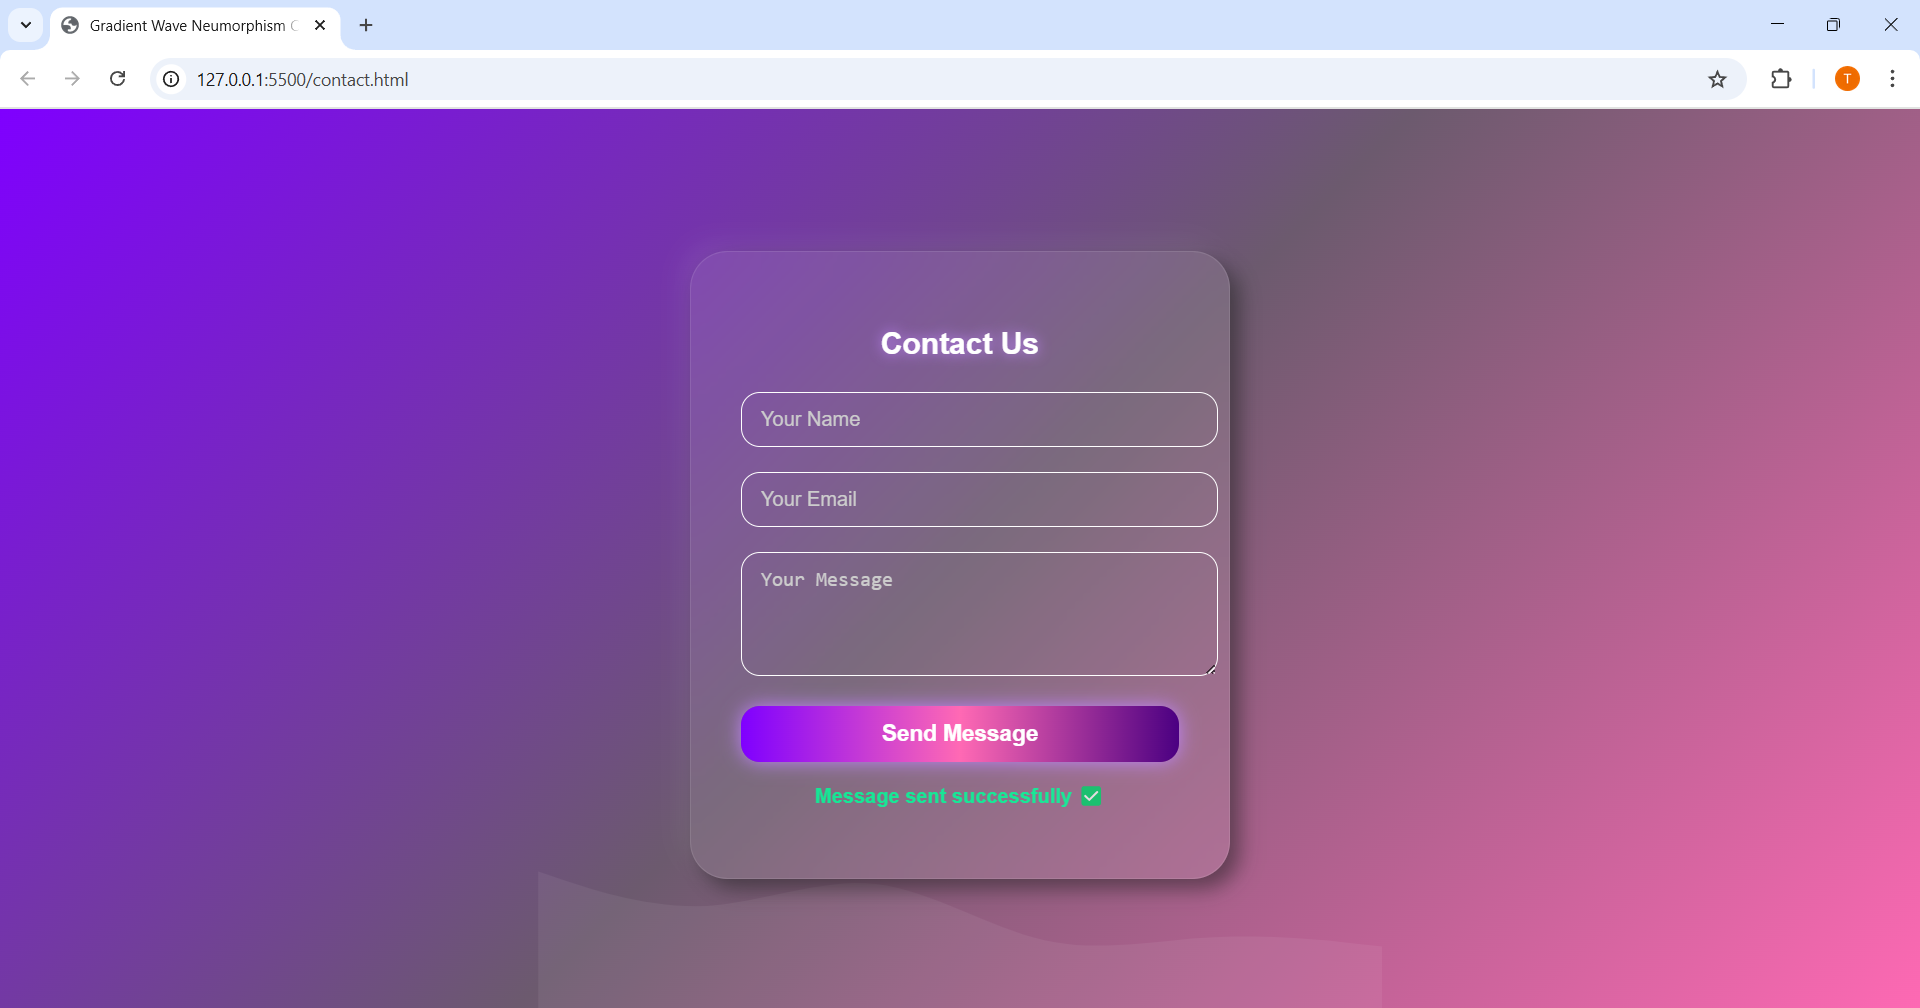 Gradient Wave Neumorphism C
127.0.0.1:5500/contact.html
T
Contact Us
Your Name
Your Email
Your Message
Send Message
Message sent successfully ✅